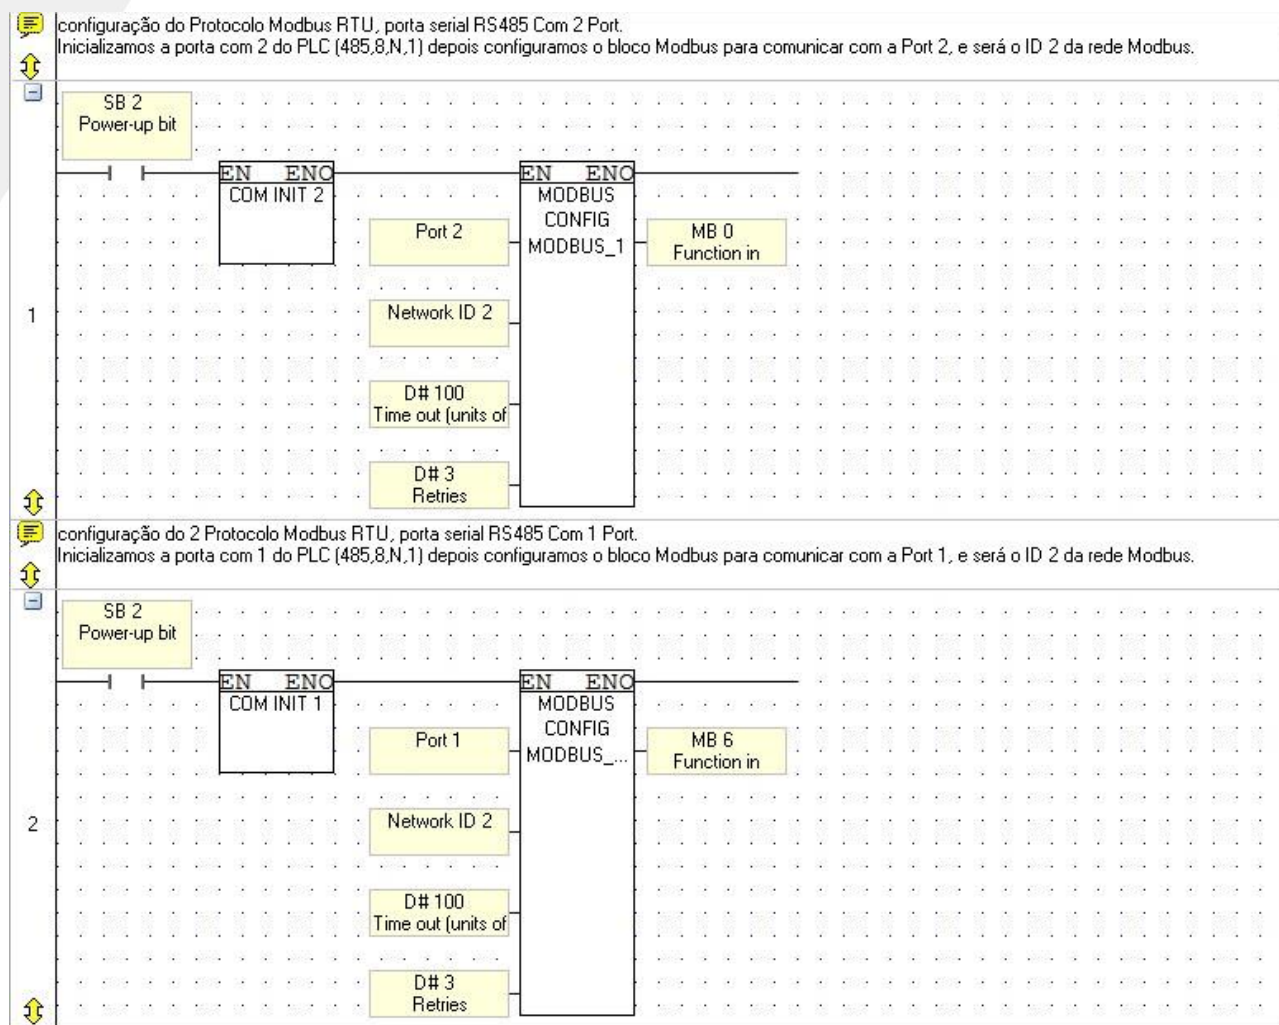 configuração do Protocolo Modbus RTU, porta serial RS485 Com 2 Port.
Inicializamos a porta com 2 do PLC (485,8,N,1) depois configuramos o bloco Modbus para comunicar com a Port 2, e será o ID 2 da rede Modbus.
SB 2
Power-up bit
EN ENO
COM INIT 2
EN ENO
MODBUS
CONFIG
MODBUS_1
Port 2
MB 0
Function in
Network ID 2
1
D# 100
Time out (units of
D# 3
Retries
configuração do 2 Protocolo Modbus RTU, porta serial RS485 Com 1 Port.
Inicializamos a porta com 1 do PLC (485,8,N,1) depois configuramos o bloco Modbus para comunicar com a Port 1, e será o ID 2 da rede Modbus.
SB 2
Power-up bit
EN ENO
COM INIT 1
EN ENO
MODBUS
CONFIG
MODBUS_...
Port 1
MB 6
Function in
Network ID 2
2
D# 100
Time out (units of
D# 3
Retries